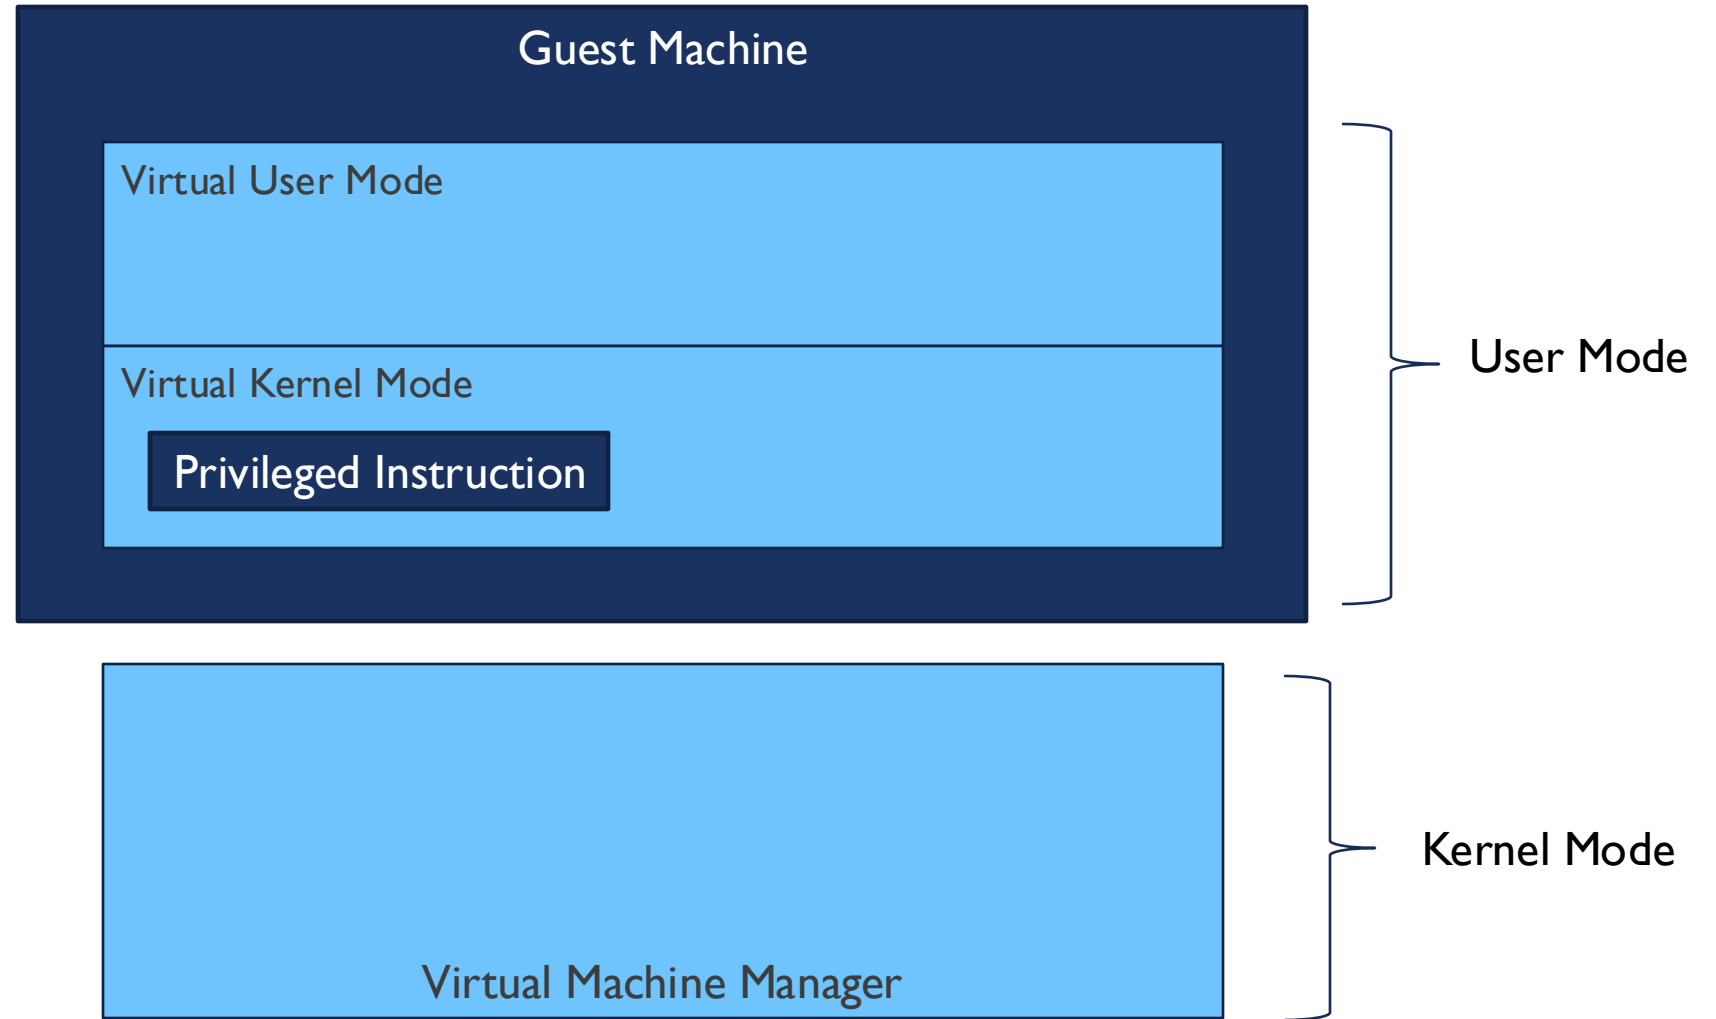 Guest Machine
Virtual User Mode
User Mode
Virtual Kernel Mode
Privileged Instruction
Kernel Mode
Virtual Machine Manager